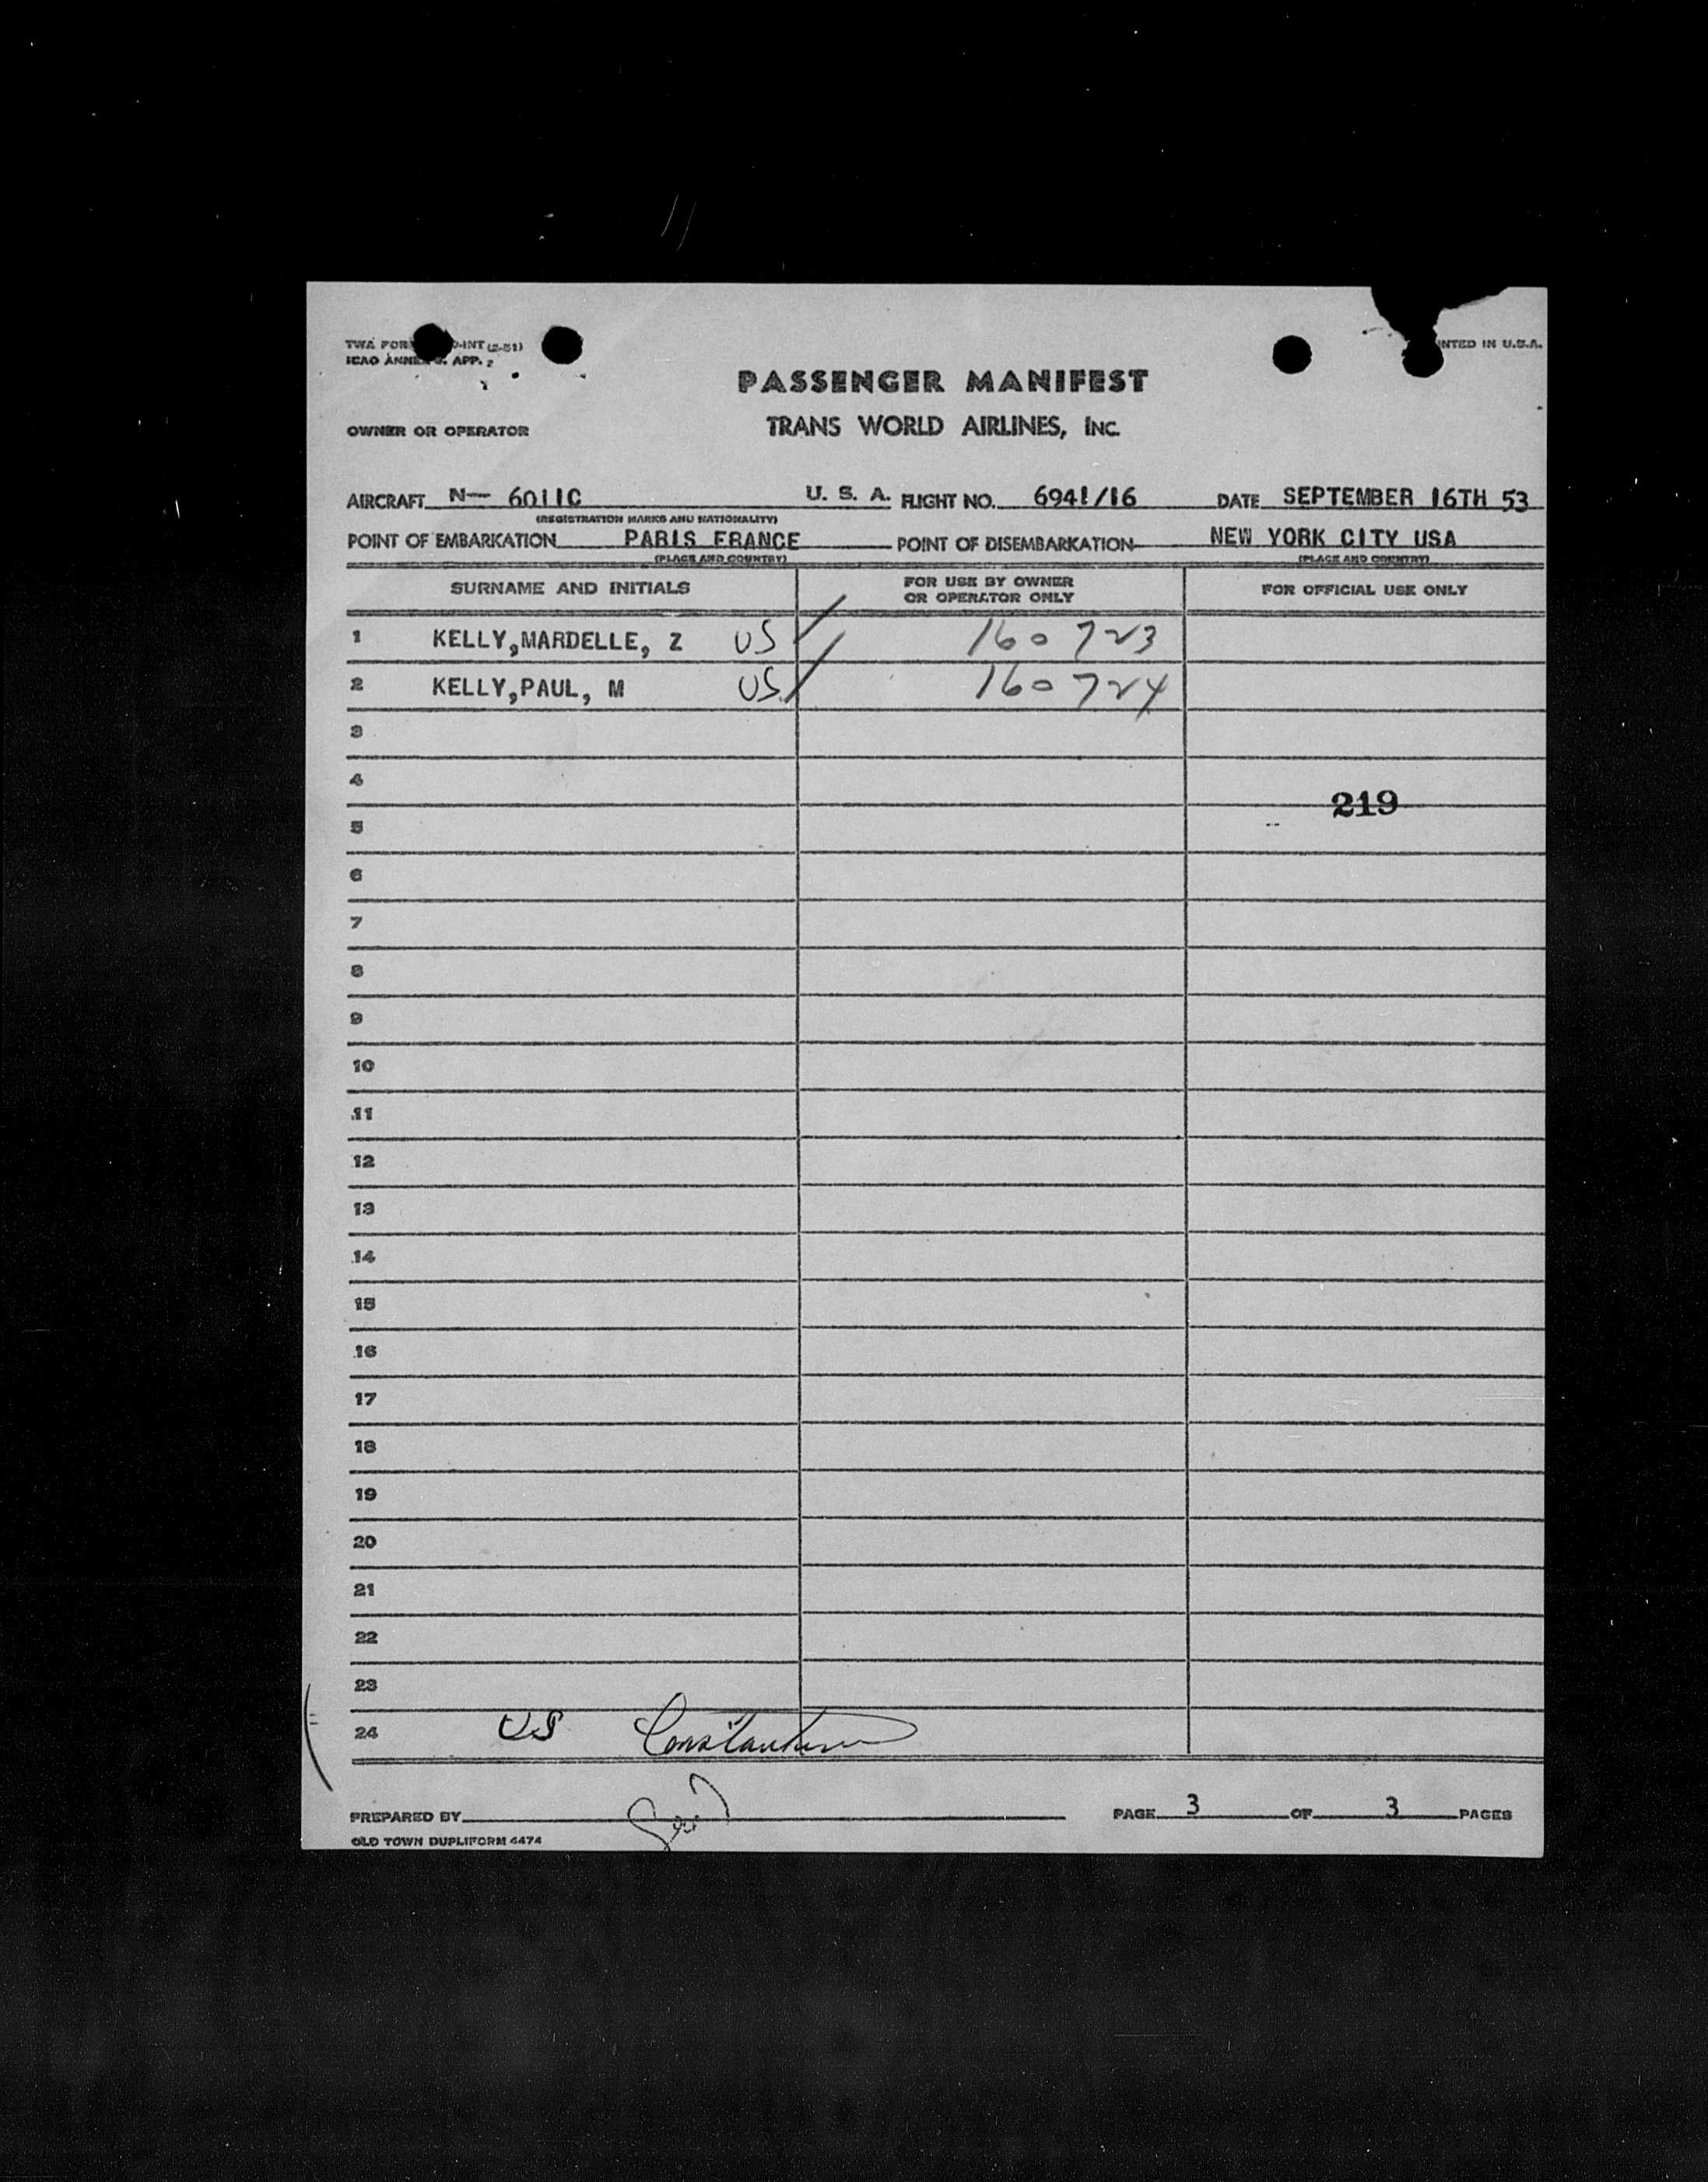 TWA FORM O-INT (2-51)
ICAO ANNEX 9, APP. 2
NTED IN U.S.A.
PASSENGER MANIFEST
OWNER OR OPERATOR TRANS WORLD AIRLINES, INC.
AIRCRAFT N-- 6011C U. S. A. FLIGHT NO. 6941/16 DATE SEPTEMBER 16TH 53
(REGISTRATION MARKS AND NATIONALITY)
POINT OF EMBARKATION PARIS FRANCE POINT OF DISEMBARKATION NEW YORK CITY USA
(PLACE AND COUNTRY) (PLACE AND COUNTRY)
SURNAME AND INITIALS FOR USE BY OWNER OR OPERATOR ONLY FOR OFFICIAL USE ONLY
1 KELLY,MARDELLE, Z US 160723
2 KELLY,PAUL, M US 160724
3
4
219
5
6
7
8
9
10
11
12
13
14
15
16
17
18
19
20
21
22
23
24 US
PREPARED BY PAGE 3 OF 3 PAGES
OLD TOWN DUPLIFORM 4474